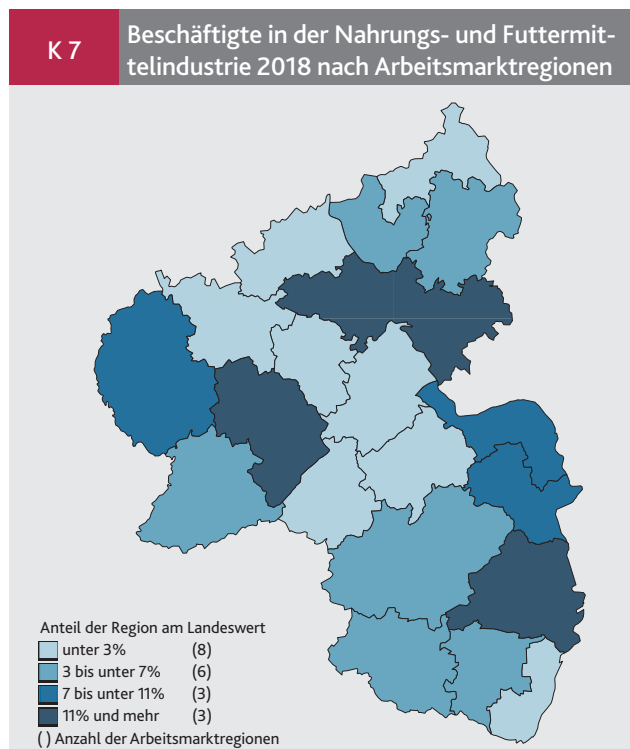 K 7
Beschäftigte in der Nahrungs- und Futtermit-
telindustrie 2018 nach Arbeitsmarktregionen
Anteil der Region am Landeswert
unter 3% (8)
3 bis unter 7% (6)
7 bis unter 11% (3)
11% und mehr (3)
( ) Anzahl der Arbeitsmarktregionen